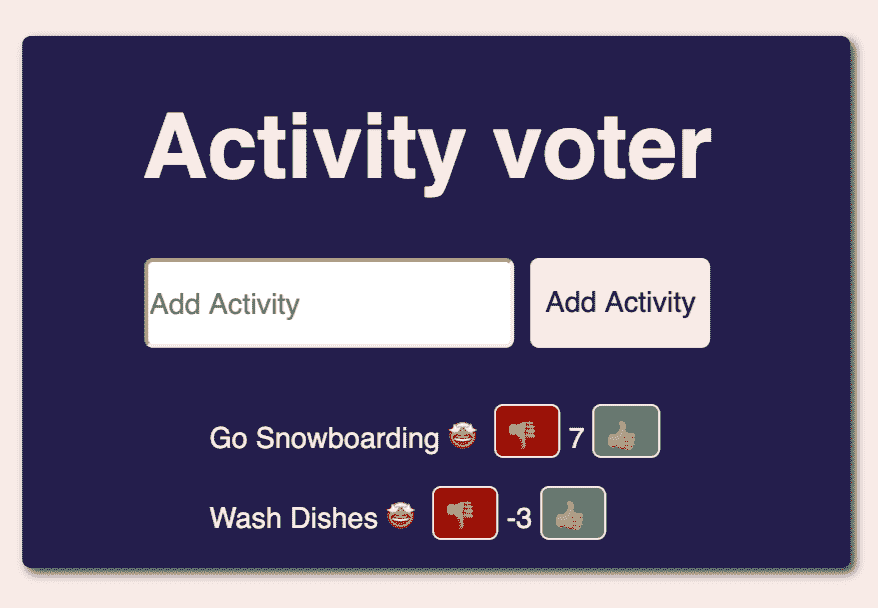 Activity voter
Add Activity Add Activity
Go Snowboarding 🤩 👎 7 👍
Wash Dishes 🤩 👎 -3 👍